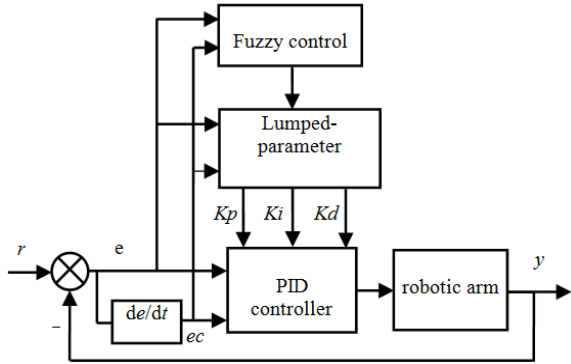 Fuzzy control
Lumped-
parameter
Kp Ki Kd
r
e
PID
controller
robotic arm
y
de/dt
ec
−